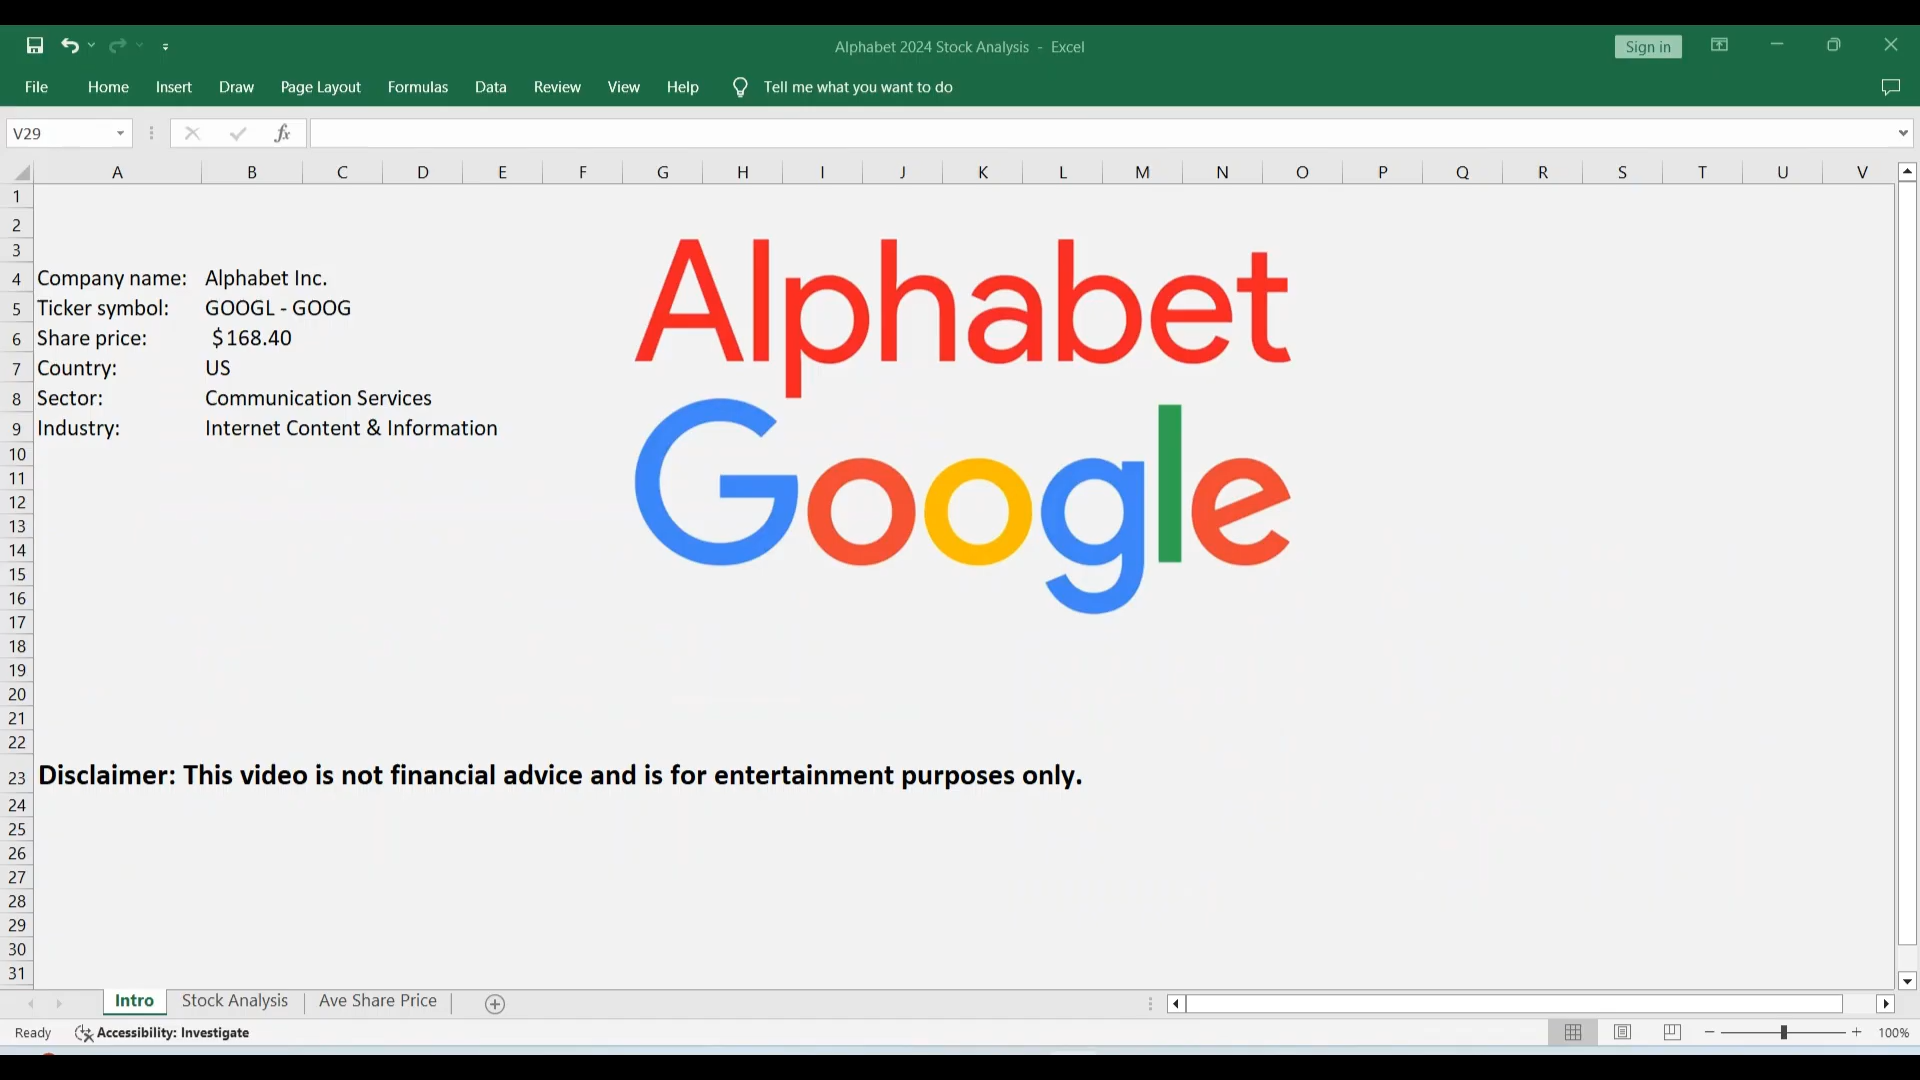 Alphabet 2024 Stock Analysis - Excel
Sign in
File Home Insert Draw Page Layout Formulas Data Review View Help Tell me what you want to do
V29 fx
A B C D E F G H I J K L M N O P Q R S T U V
1
2
3
4 Company name: Alphabet Inc.
5 Ticker symbol: GOOGL - GOOG
6 Share price: $168.40
7 Country: US
8 Sector: Communication Services
9 Industry: Internet Content & Information
Alphabet
Google
10
11
12
13
14
15
16
17
18
19
20
21
22
23 Disclaimer: This video is not financial advice and is for entertainment purposes only.
24
25
26
27
28
29
30
31
Intro Stock Analysis Ave Share Price
Ready Accessibility: Investigate 100%